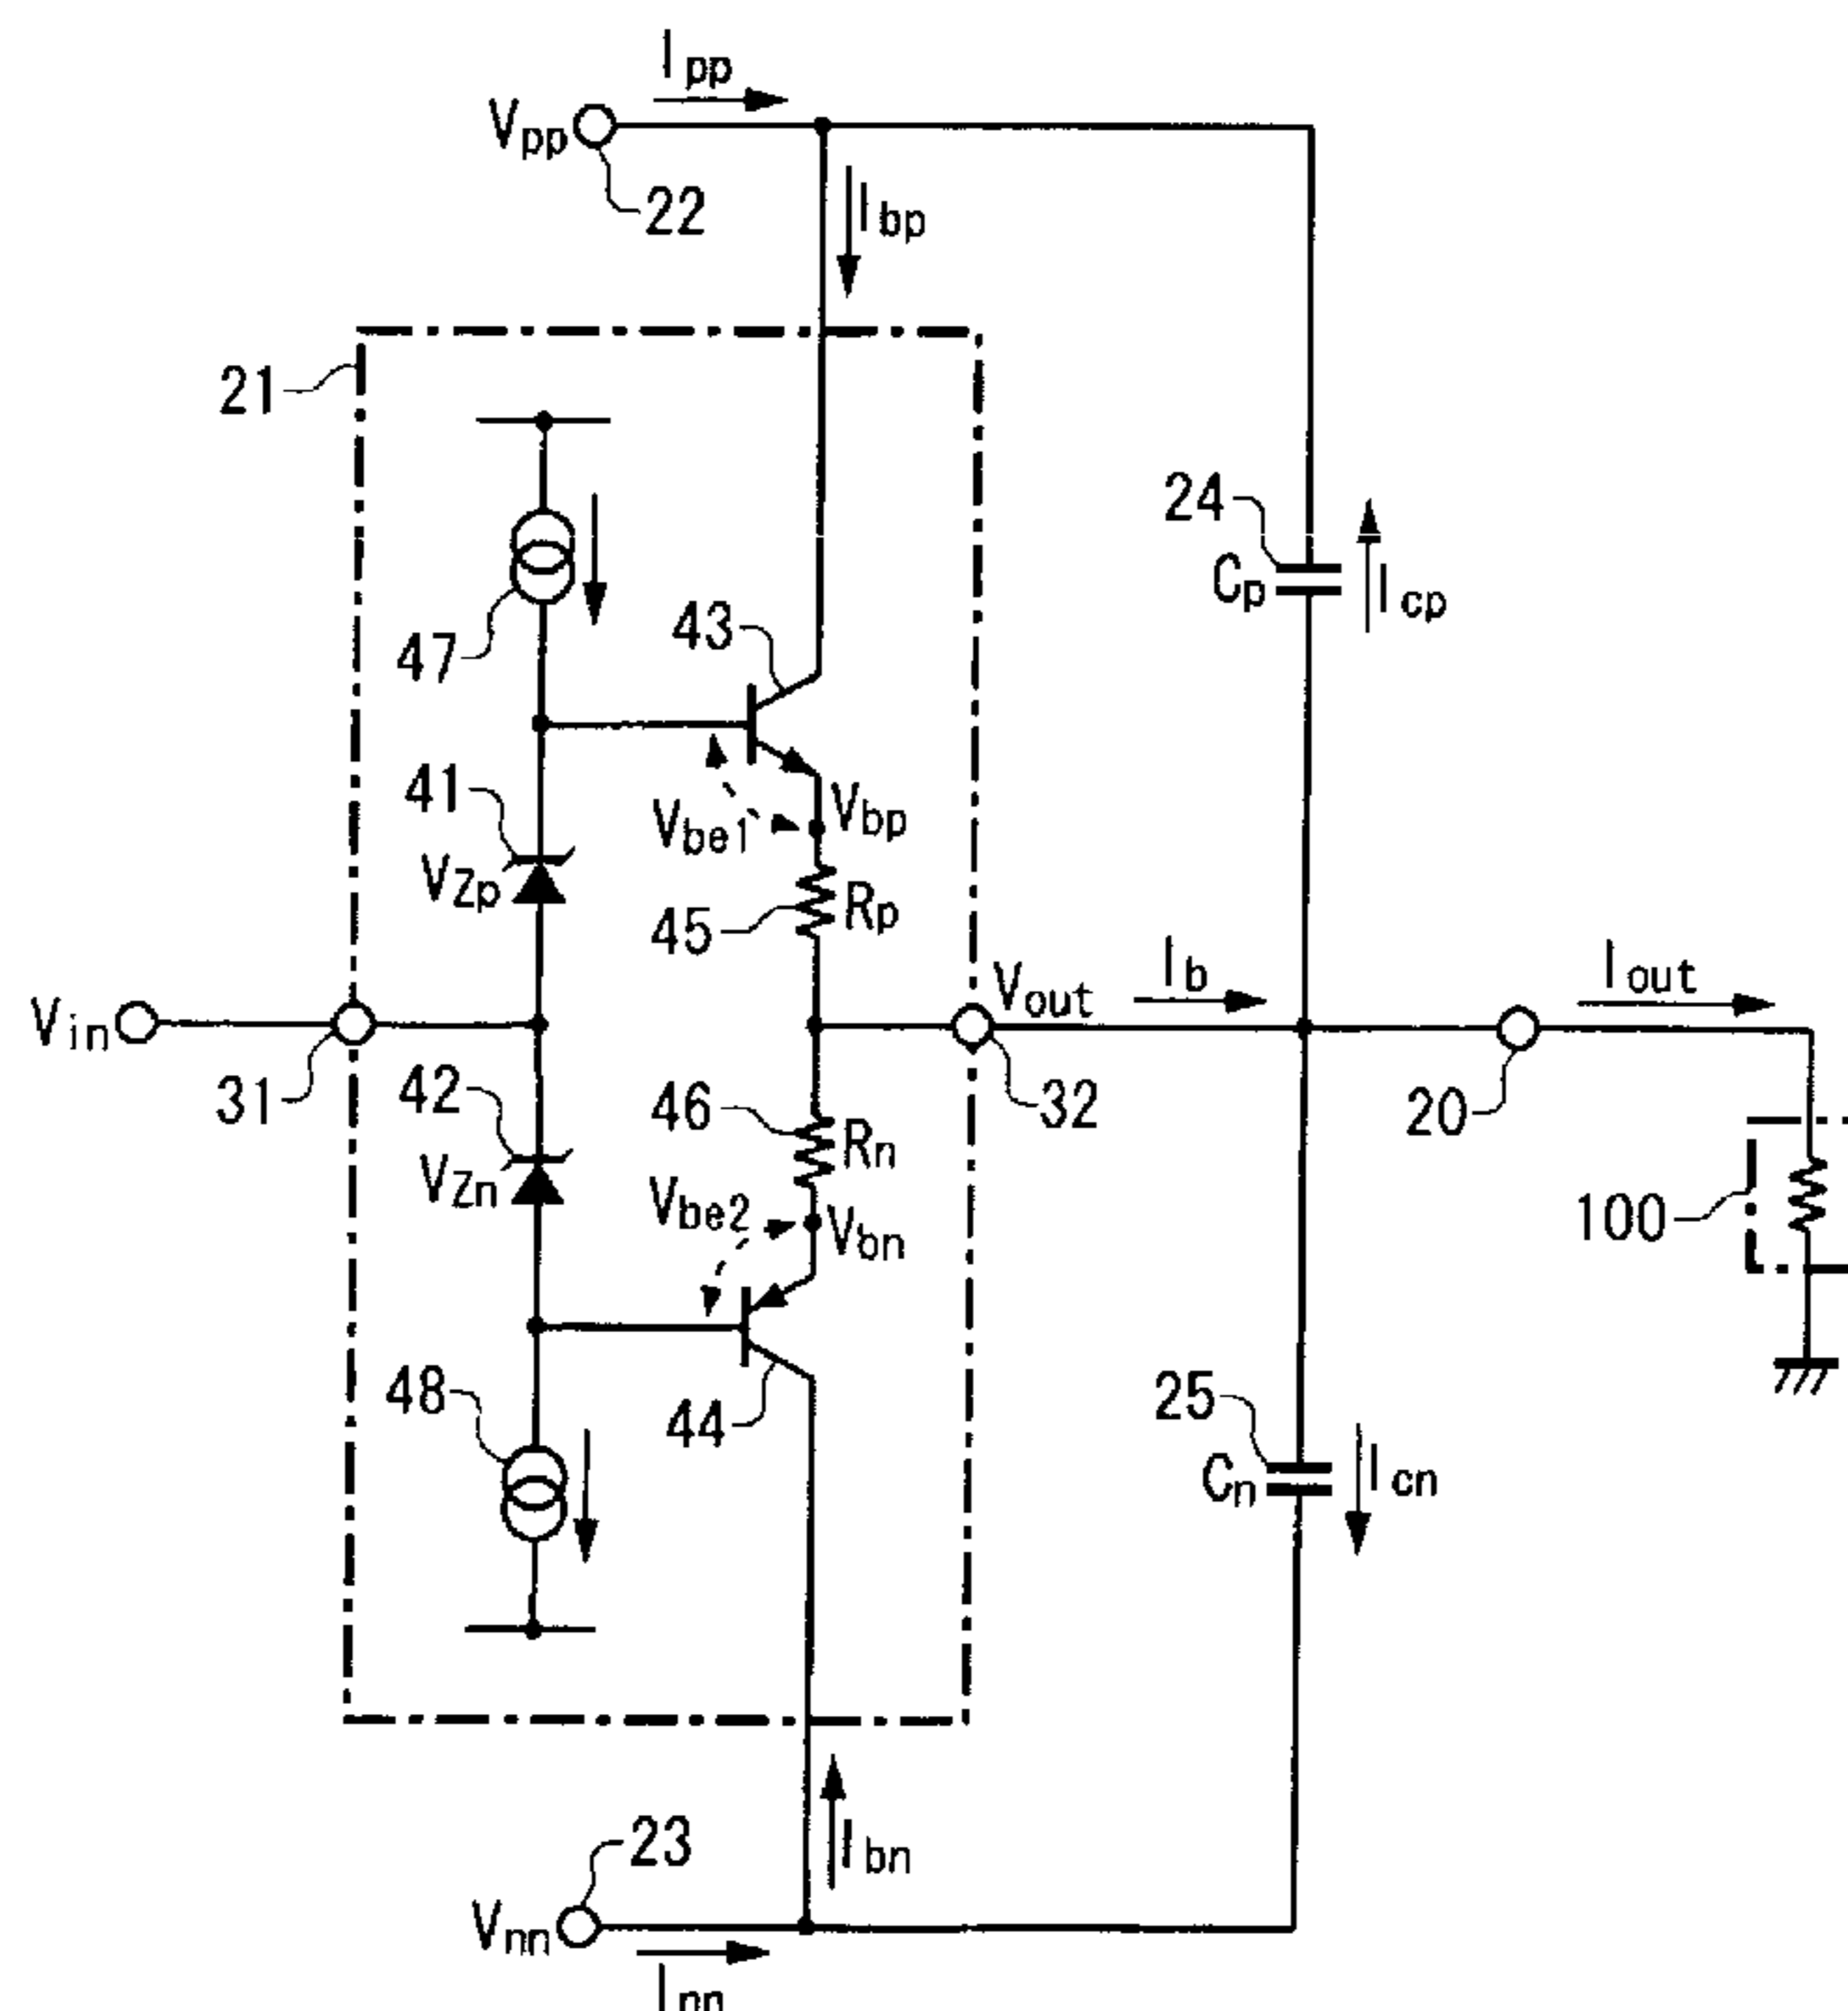 Ipp
Vpp
22
Ibp
21
24
Cp
Icp
47
43
41
Vbe1
Vbp
VZp
45
Rp
Vin
31
Vout
Ib
Iout
32
20
42
46
Rn
VZn
Vbe2
Vbn
100
48
44
25
Cn
Icn
23
Ibn
Vnn
Inn